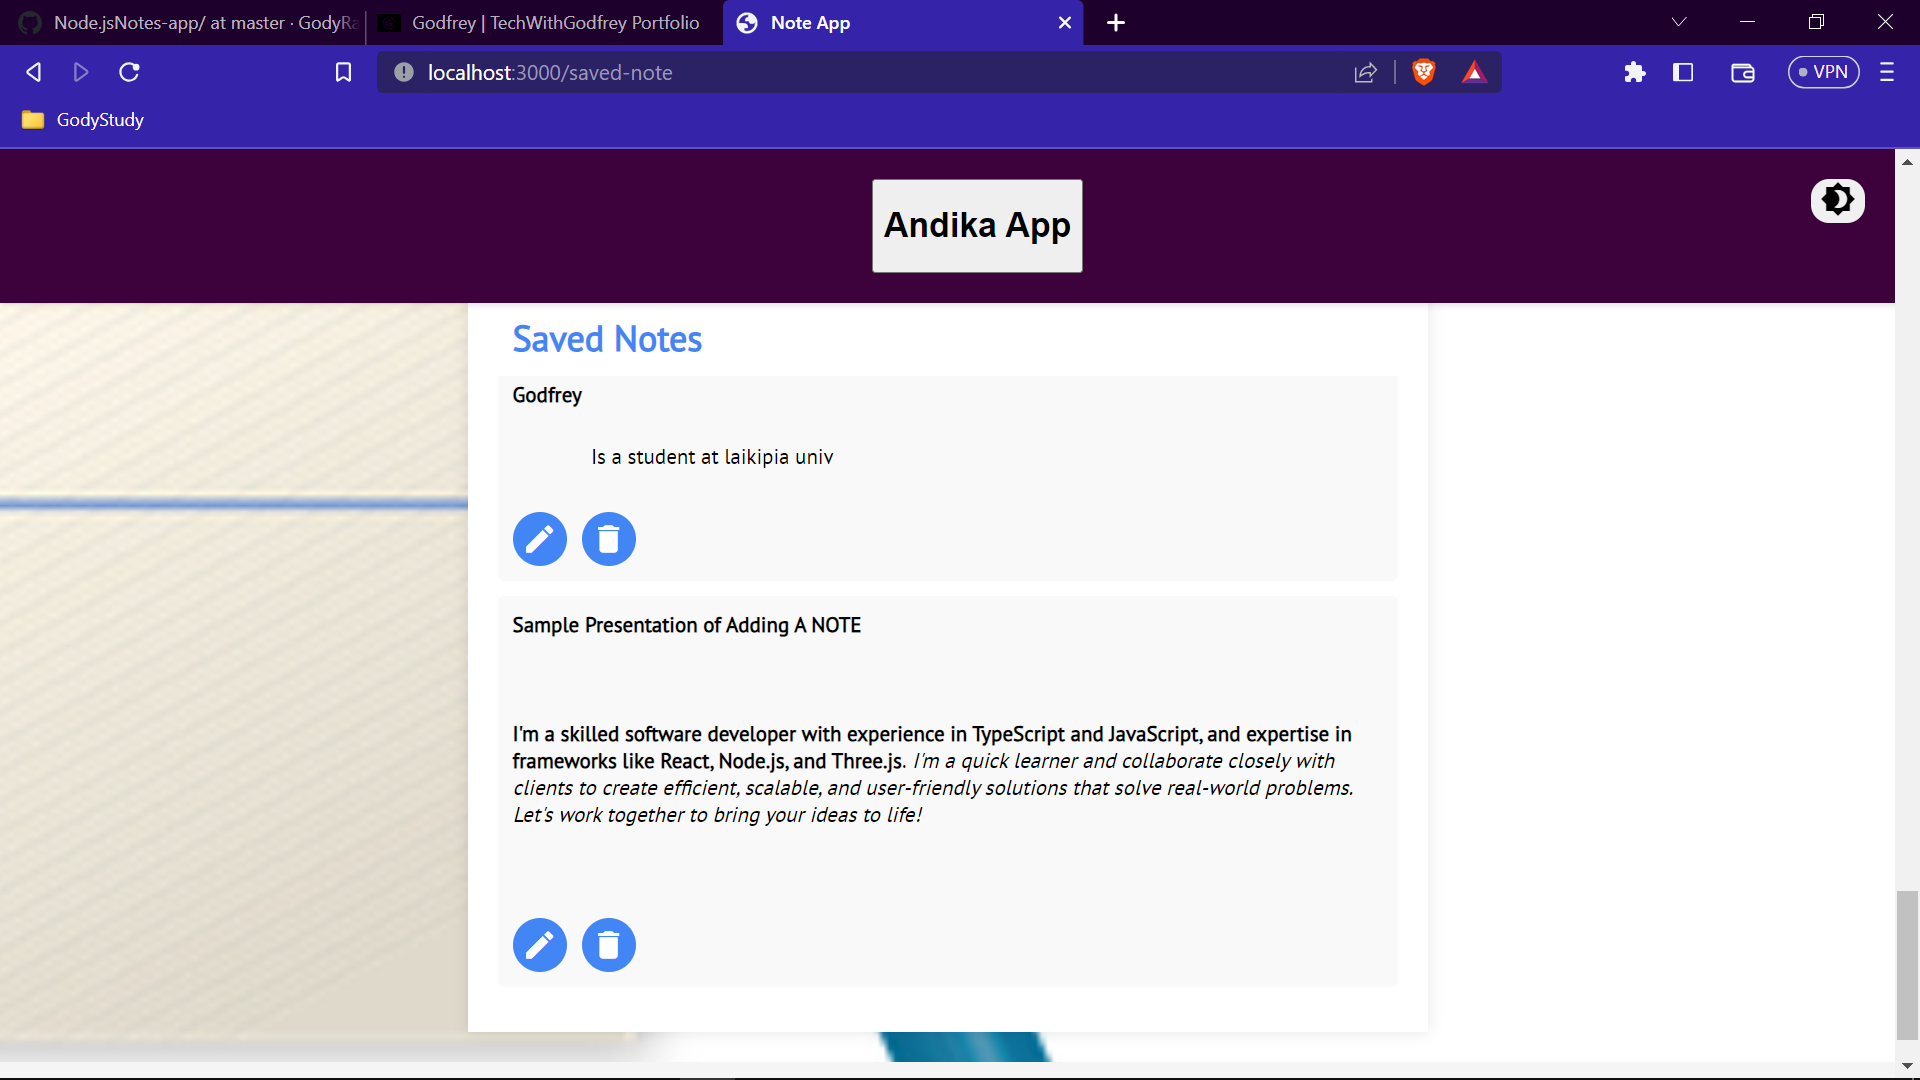 Node.jsNotes-app/ at master · GodyRa
Godfrey | TechWithGodfrey Portfolio
Note App
localhost:3000/saved-note
VPN
GodyStudy
Andika App
Saved Notes
Godfrey
Is a student at laikipia univ
Sample Presentation of Adding A NOTE
I'm a skilled software developer with experience in TypeScript and JavaScript, and expertise in
frameworks like React, Node.js, and Three.js. I'm a quick learner and collaborate closely with
clients to create efficient, scalable, and user-friendly solutions that solve real-world problems.
Let's work together to bring your ideas to life!